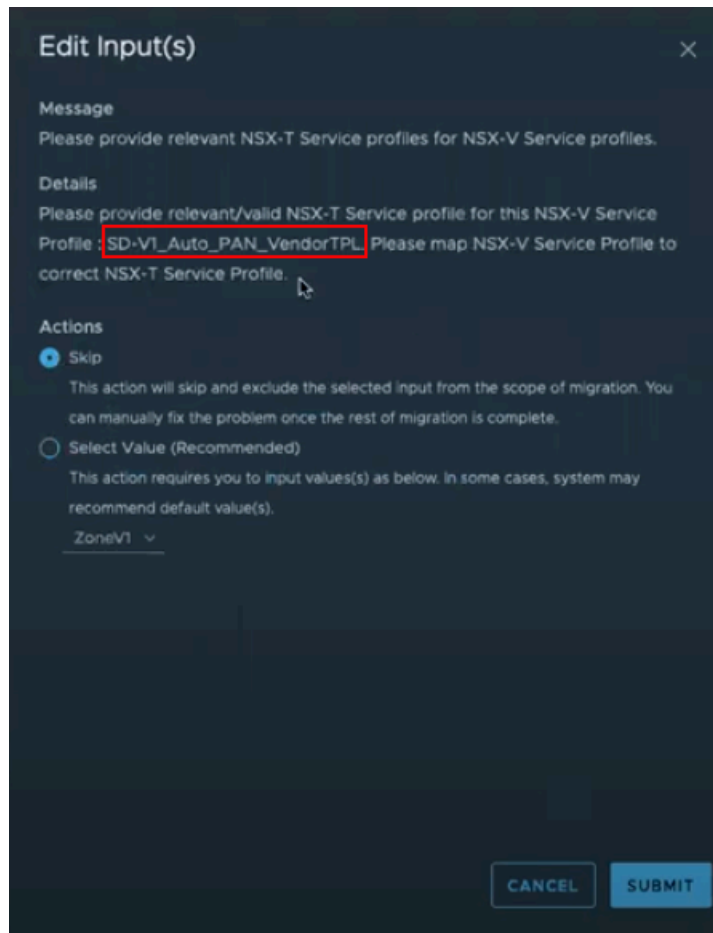 Edit Input(s)
Message
Please provide relevant NSX-T Service profiles for NSX-V Service profiles.
Details
Please provide relevant/valid NSX-T Service profile for this NSX-V Service
Profile : SD-V1_Auto_PAN_VendorTPL. Please map NSX-V Service Profile to
correct NSX-T Service Profile.
Actions
Skip
This action will skip and exclude the selected input from the scope of migration. You
can manually fix the problem once the rest of migration is complete.
Select Value (Recommended)
This action requires you to input values(s) as below. In some cases, system may
recommend default value(s).
ZoneV1
CANCEL
SUBMIT